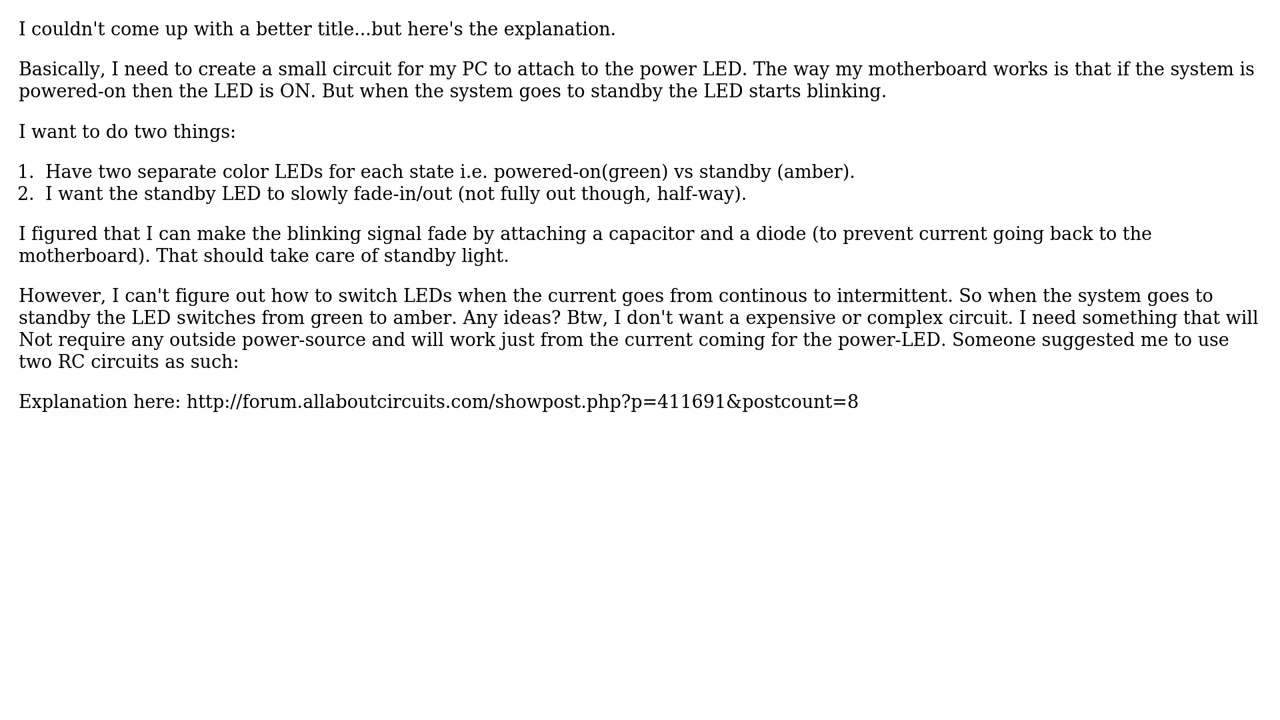 I couldn't come up with a better title...but here's the explanation.
Basically, I need to create a small circuit for my PC to attach to the power LED. The way my motherboard works is that if the system is
powered-on then the LED is ON. But when the system goes to standby the LED starts blinking.
I want to do two things:
1. Have two separate color LEDs for each state i.e. powered-on(green) vs standby (amber).
2. I want the standby LED to slowly fade-in/out (not fully out though, half-way).
I figured that I can make the blinking signal fade by attaching a capacitor and a diode (to prevent current going back to the
motherboard). That should take care of standby light.
However, I can't figure out how to switch LEDs when the current goes from continous to intermittent. So when the system goes to
standby the LED switches from green to amber. Any ideas? Btw, I don't want a expensive or complex circuit. I need something that will
Not require any outside power-source and will work just from the current coming for the power-LED. Someone suggested me to use
two RC circuits as such:
Explanation here: http://forum.allaboutcircuits.com/showpost.php?p=411691&postcount=8